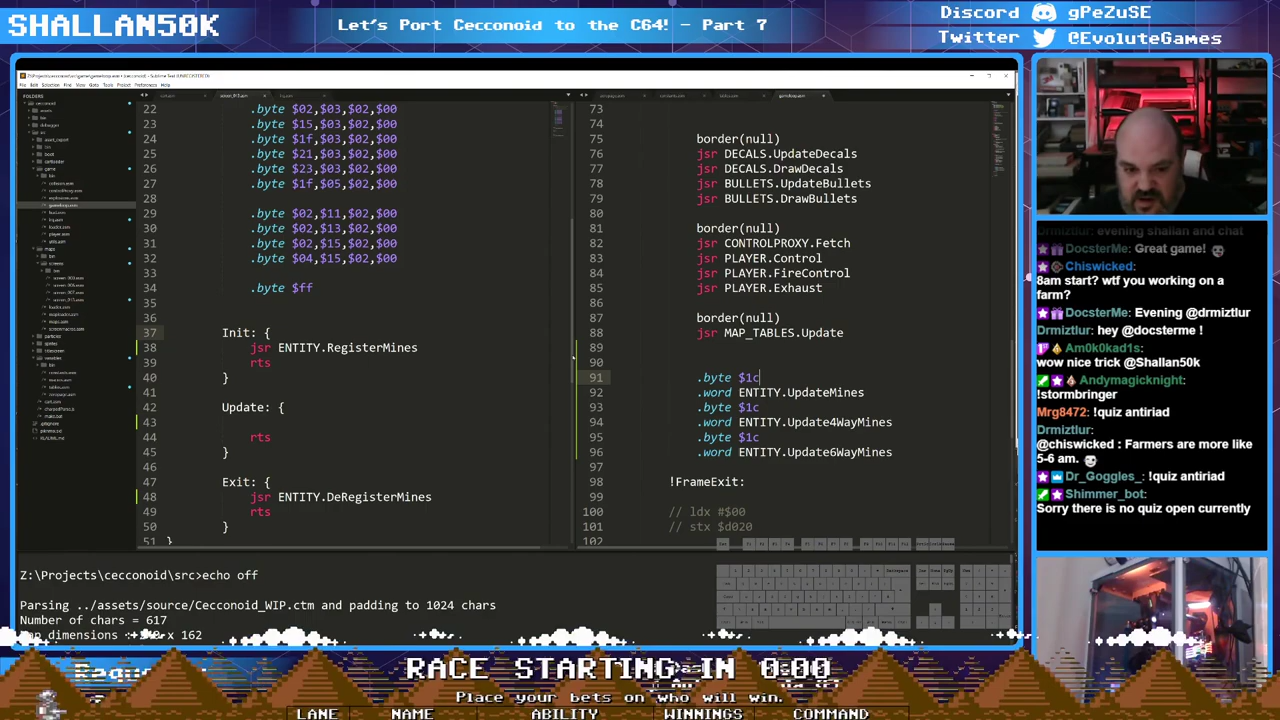 SHALLAN50K
Let's Port Cecconoid to the C64! - Part 7
Discord gPeZuSE
Twitter @EvoluteGames
22 .byte $02,$03,$02,$00
23 .byte $15,$03,$02,$00
24 .byte $1f,$03,$02,$00
25 .byte $21,$03,$02,$00
26 .byte $23,$03,$02,$00
27 .byte $1f,$05,$02,$00
28
29 .byte $02,$11,$02,$00
30 .byte $02,$13,$02,$00
31 .byte $02,$15,$02,$00
32 .byte $04,$15,$02,$00
33
34 .byte $ff
35
36
37 Init: {
38 jsr ENTITY.RegisterMines
39 rts
40 }
41
42 Update: {
43
44 rts
45 }
46
47 Exit: {
48 jsr ENTITY.DeRegisterMines
49 rts
50 }
51 }
73
74
75 border(null)
76 jsr DECALS.UpdateDecals
77 jsr DECALS.DrawDecals
78 jsr BULLETS.UpdateBullets
79 jsr BULLETS.DrawBullets
80
81 border(null)
82 jsr CONTROLPROXY.Fetch
83 jsr PLAYER.Control
84 jsr PLAYER.FireControl
85 jsr PLAYER.Exhaust
86
87 border(null)
88 jsr MAP_TABLES.Update
89
90
91 .byte $1c
92 .word ENTITY.UpdateMines
93 .byte $1c
94 .word ENTITY.Update4WayMines
95 .byte $1c
96 .word ENTITY.Update6WayMines
97
98 !FrameExit:
99
100 // ldx #$00
101 // stx $d020
102
Z:\Projects\cecconoid\src>echo off
Parsing ../assets/source/Cecconoid_WIP.ctm and padding to 1024 chars
Number of chars = 617
x 162
Drmiztlur: evening shallan and chat
DocsterMe: Great game!
Chiswicked:
8am start? wtf you working on a
farm?
DocsterMe: Evening @drmiztlur
Drmiztlur: hey @docsterme !
Am0k0kad1s:
wow nice trick @Shallan50k
Andymagicknight:
!stormbringer
Mrg8472: !quiz antiriad
Drmiztlur:
@chiswicked : Farmers are more like
5-6 am.
Dr_Goggles_: !quiz antiriad
Shimmer_bot:
Sorry there is no quiz open currently
RACE STARTING IN 0:00
Place your bets on who will win.
LANE NAME ABILITY WINNINGS COMMAND